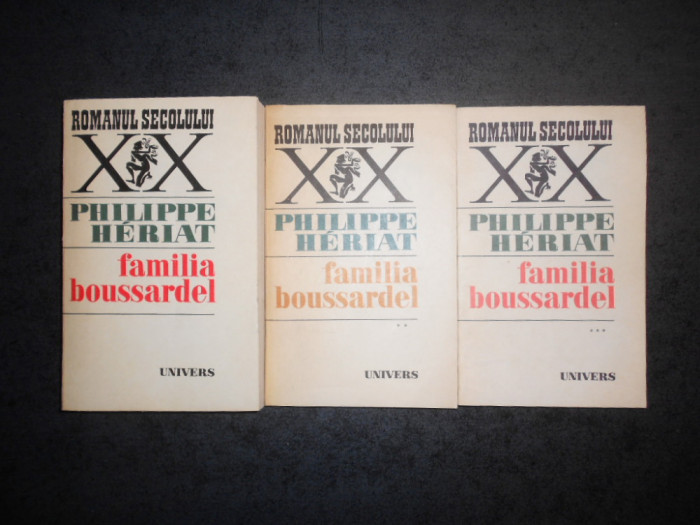 ROMANUL SECOLULUI
XX
PHILIPPE
HÉRIAT
familia
boussardel
UNIVERS
ROMANUL SECOLULUI
XX
PHILIPPE
HÉRIAT
familia
boussardel
**
UNIVERS
ROMANUL SECOLULUI
XX
PHILIPPE
HÉRIAT
familia
boussardel
***
UNIVERS